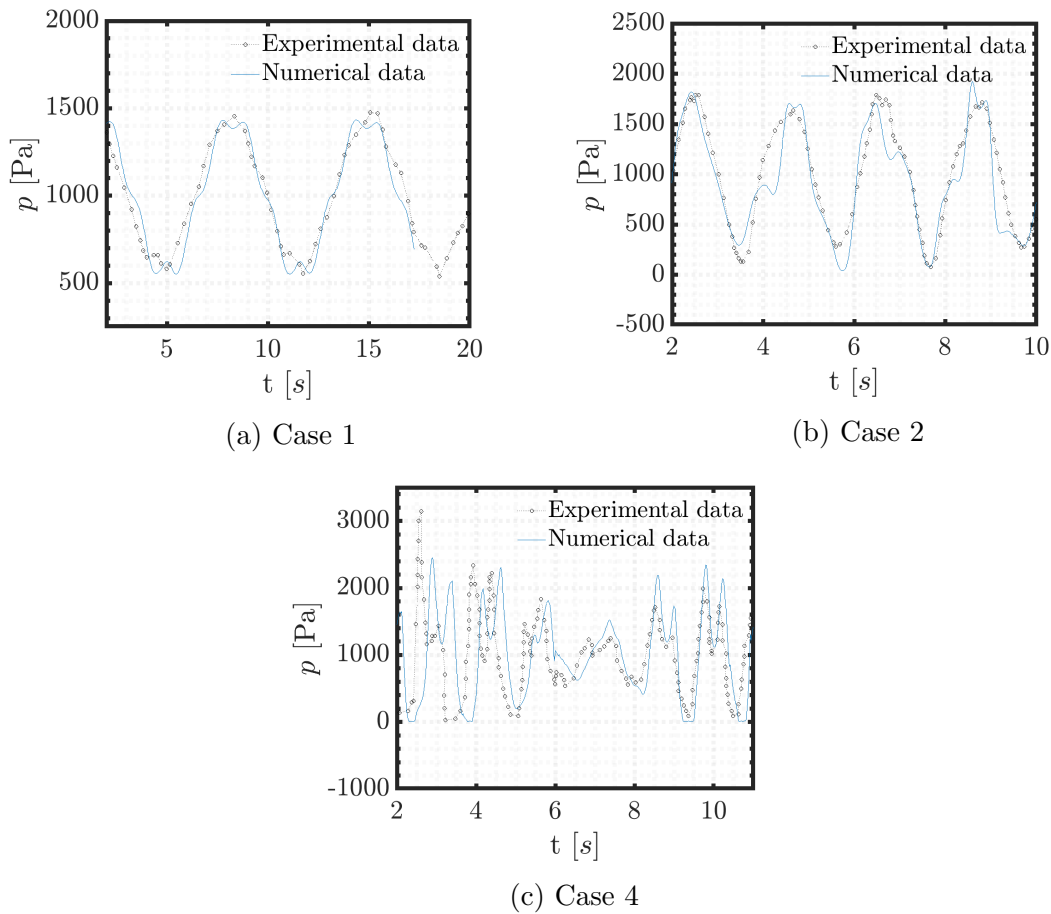 2000
1500
1000
500
p [Pa]
Experimental data
Numerical data
5
10
15
20
t [s]
(a) Case 1
2500
2000
1500
1000
500
0
-500
p [Pa]
Experimental data
Numerical data
2
4
6
8
10
t [s]
(b) Case 2
3000
2000
1000
0
-1000
p [Pa]
Experimental data
Numerical data
2
4
6
8
10
t [s]
(c) Case 4